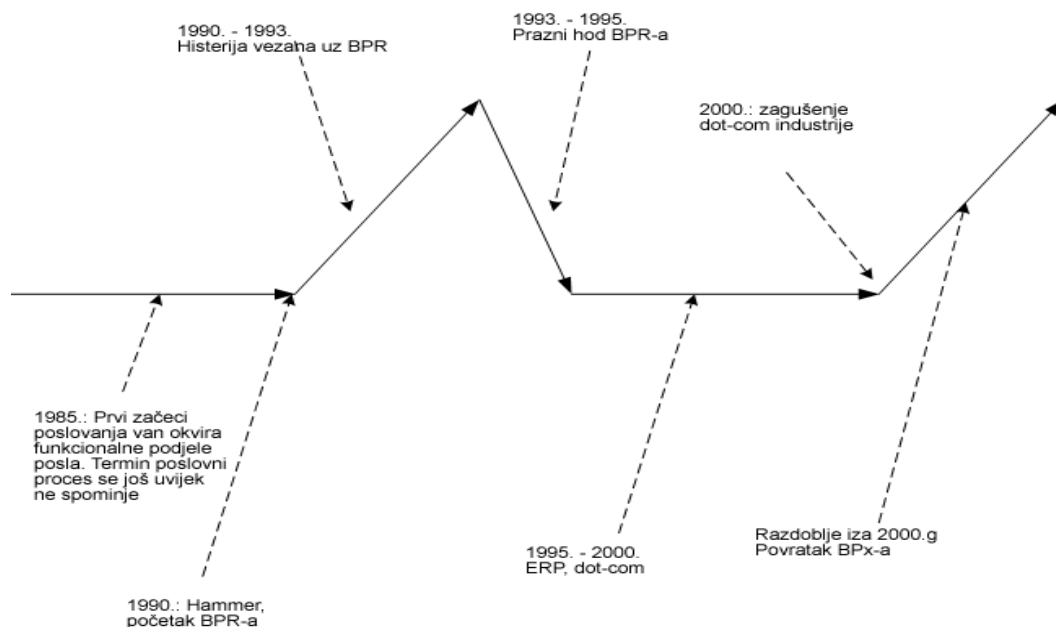 1990. - 1993.
Histerija vezana uz BPR
1993. - 1995.
Prazni hod BPR-a
2000.: zagušenje
dot-com industrije
1985.: Prvi začeci
poslovanja van okvira
funkcionalne podjele
posla. Termin poslovni
proces se još uvijek
ne spominje
1995. - 2000.
ERP, dot-com
Razdoblje iza 2000.g
Povratak BPx-a
1990.: Hammer,
početak BPR-a